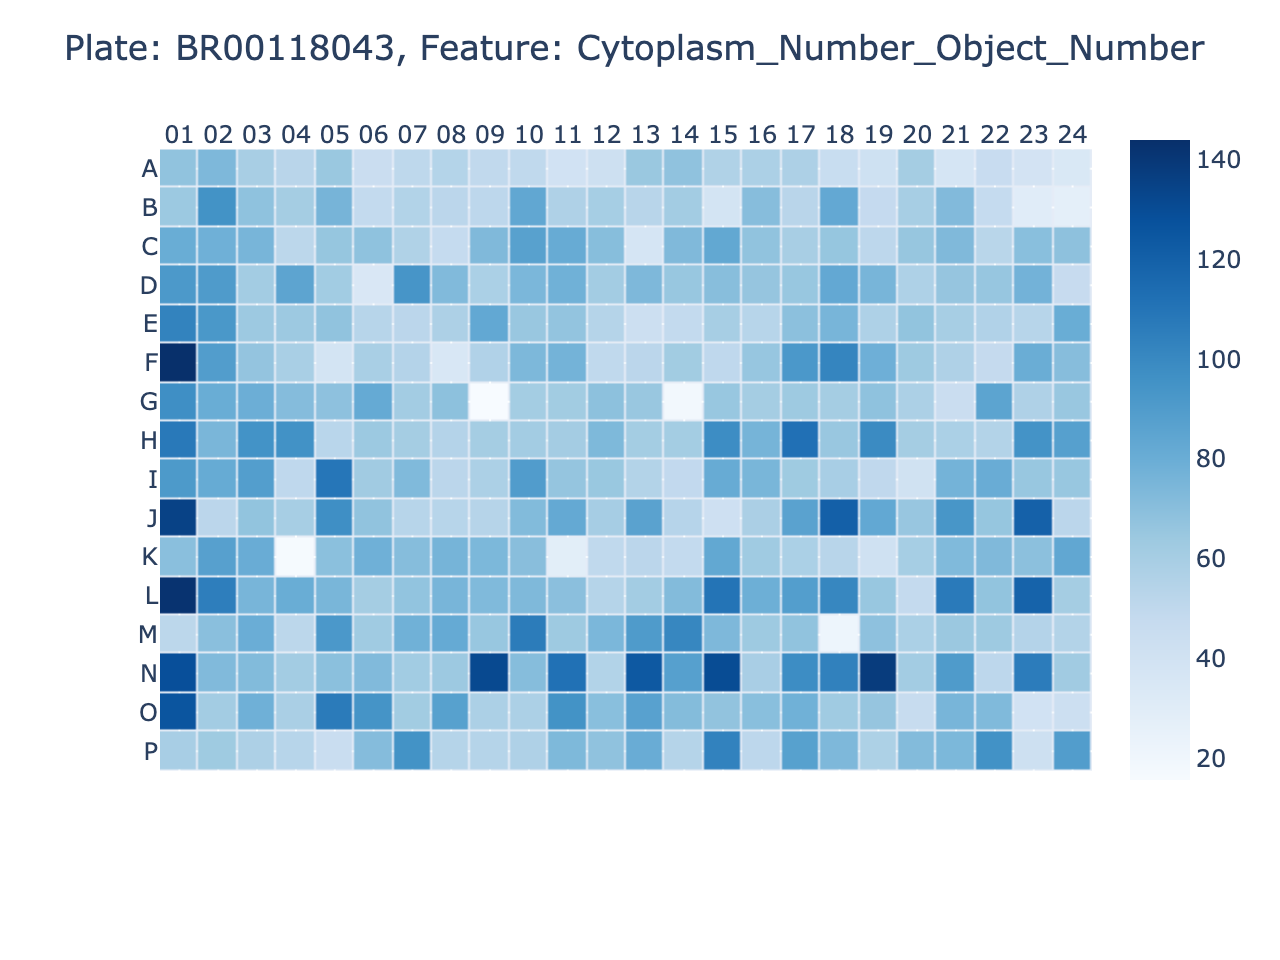 Plate: BR00118043, Feature: Cytoplasm_Number_Object_Number
01 02 03 04 05 06 07 08 09 10 11 12 13 14 15 16 17 18 19 20 21 22 23 24
A
B
C
D
E
F
G
H
I
J
K
L
M
N
O
P
140
120
100
80
60
40
20